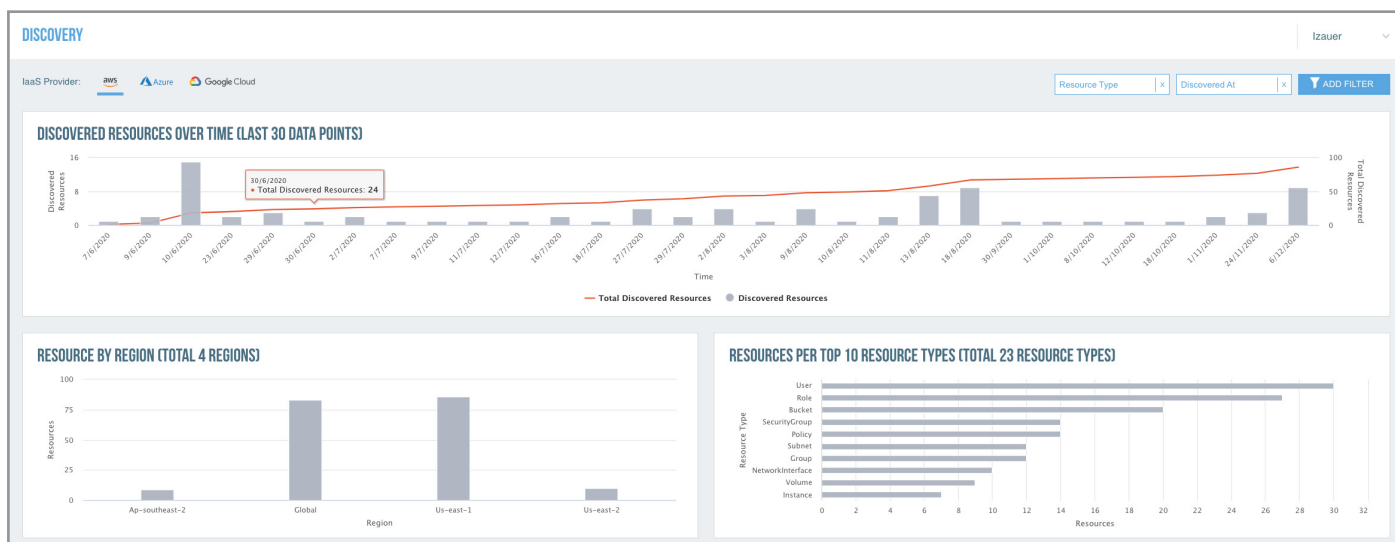 DISCOVERY
Izauer
IaaS Provider:
aws
Azure
Google Cloud
Resource Type
x
Discovered At
x
ADD FILTER
DISCOVERED RESOURCES OVER TIME (LAST 30 DATA POINTS)
Discovered
Resources
16
8
0
30/6/2020
• Total Discovered Resources: 24
100
50
0
Total Discovered
Resources
7/6/2020
9/6/2020
10/6/2020
23/6/2020
29/6/2020
30/6/2020
2/7/2020
7/7/2020
9/7/2020
11/7/2020
12/7/2020
16/7/2020
18/7/2020
27/7/2020
29/7/2020
2/8/2020
3/8/2020
9/8/2020
10/8/2020
11/8/2020
13/8/2020
18/8/2020
30/9/2020
1/10/2020
8/10/2020
12/10/2020
18/10/2020
1/11/2020
24/11/2020
6/12/2020
Time
Total Discovered Resources
Discovered Resources
RESOURCE BY REGION (TOTAL 4 REGIONS)
Resources
100
75
50
25
0
Ap-southeast-2
Global
Us-east-1
Us-east-2
Region
RESOURCES PER TOP 10 RESOURCE TYPES (TOTAL 23 RESOURCE TYPES)
Resource Type
User
Role
Bucket
SecurityGroup
Policy
Subnet
Group
NetworkInterface
Volume
Instance
0 2 4 6 8 10 12 14 16 18 20 22 24 26 28 30 32
Resources